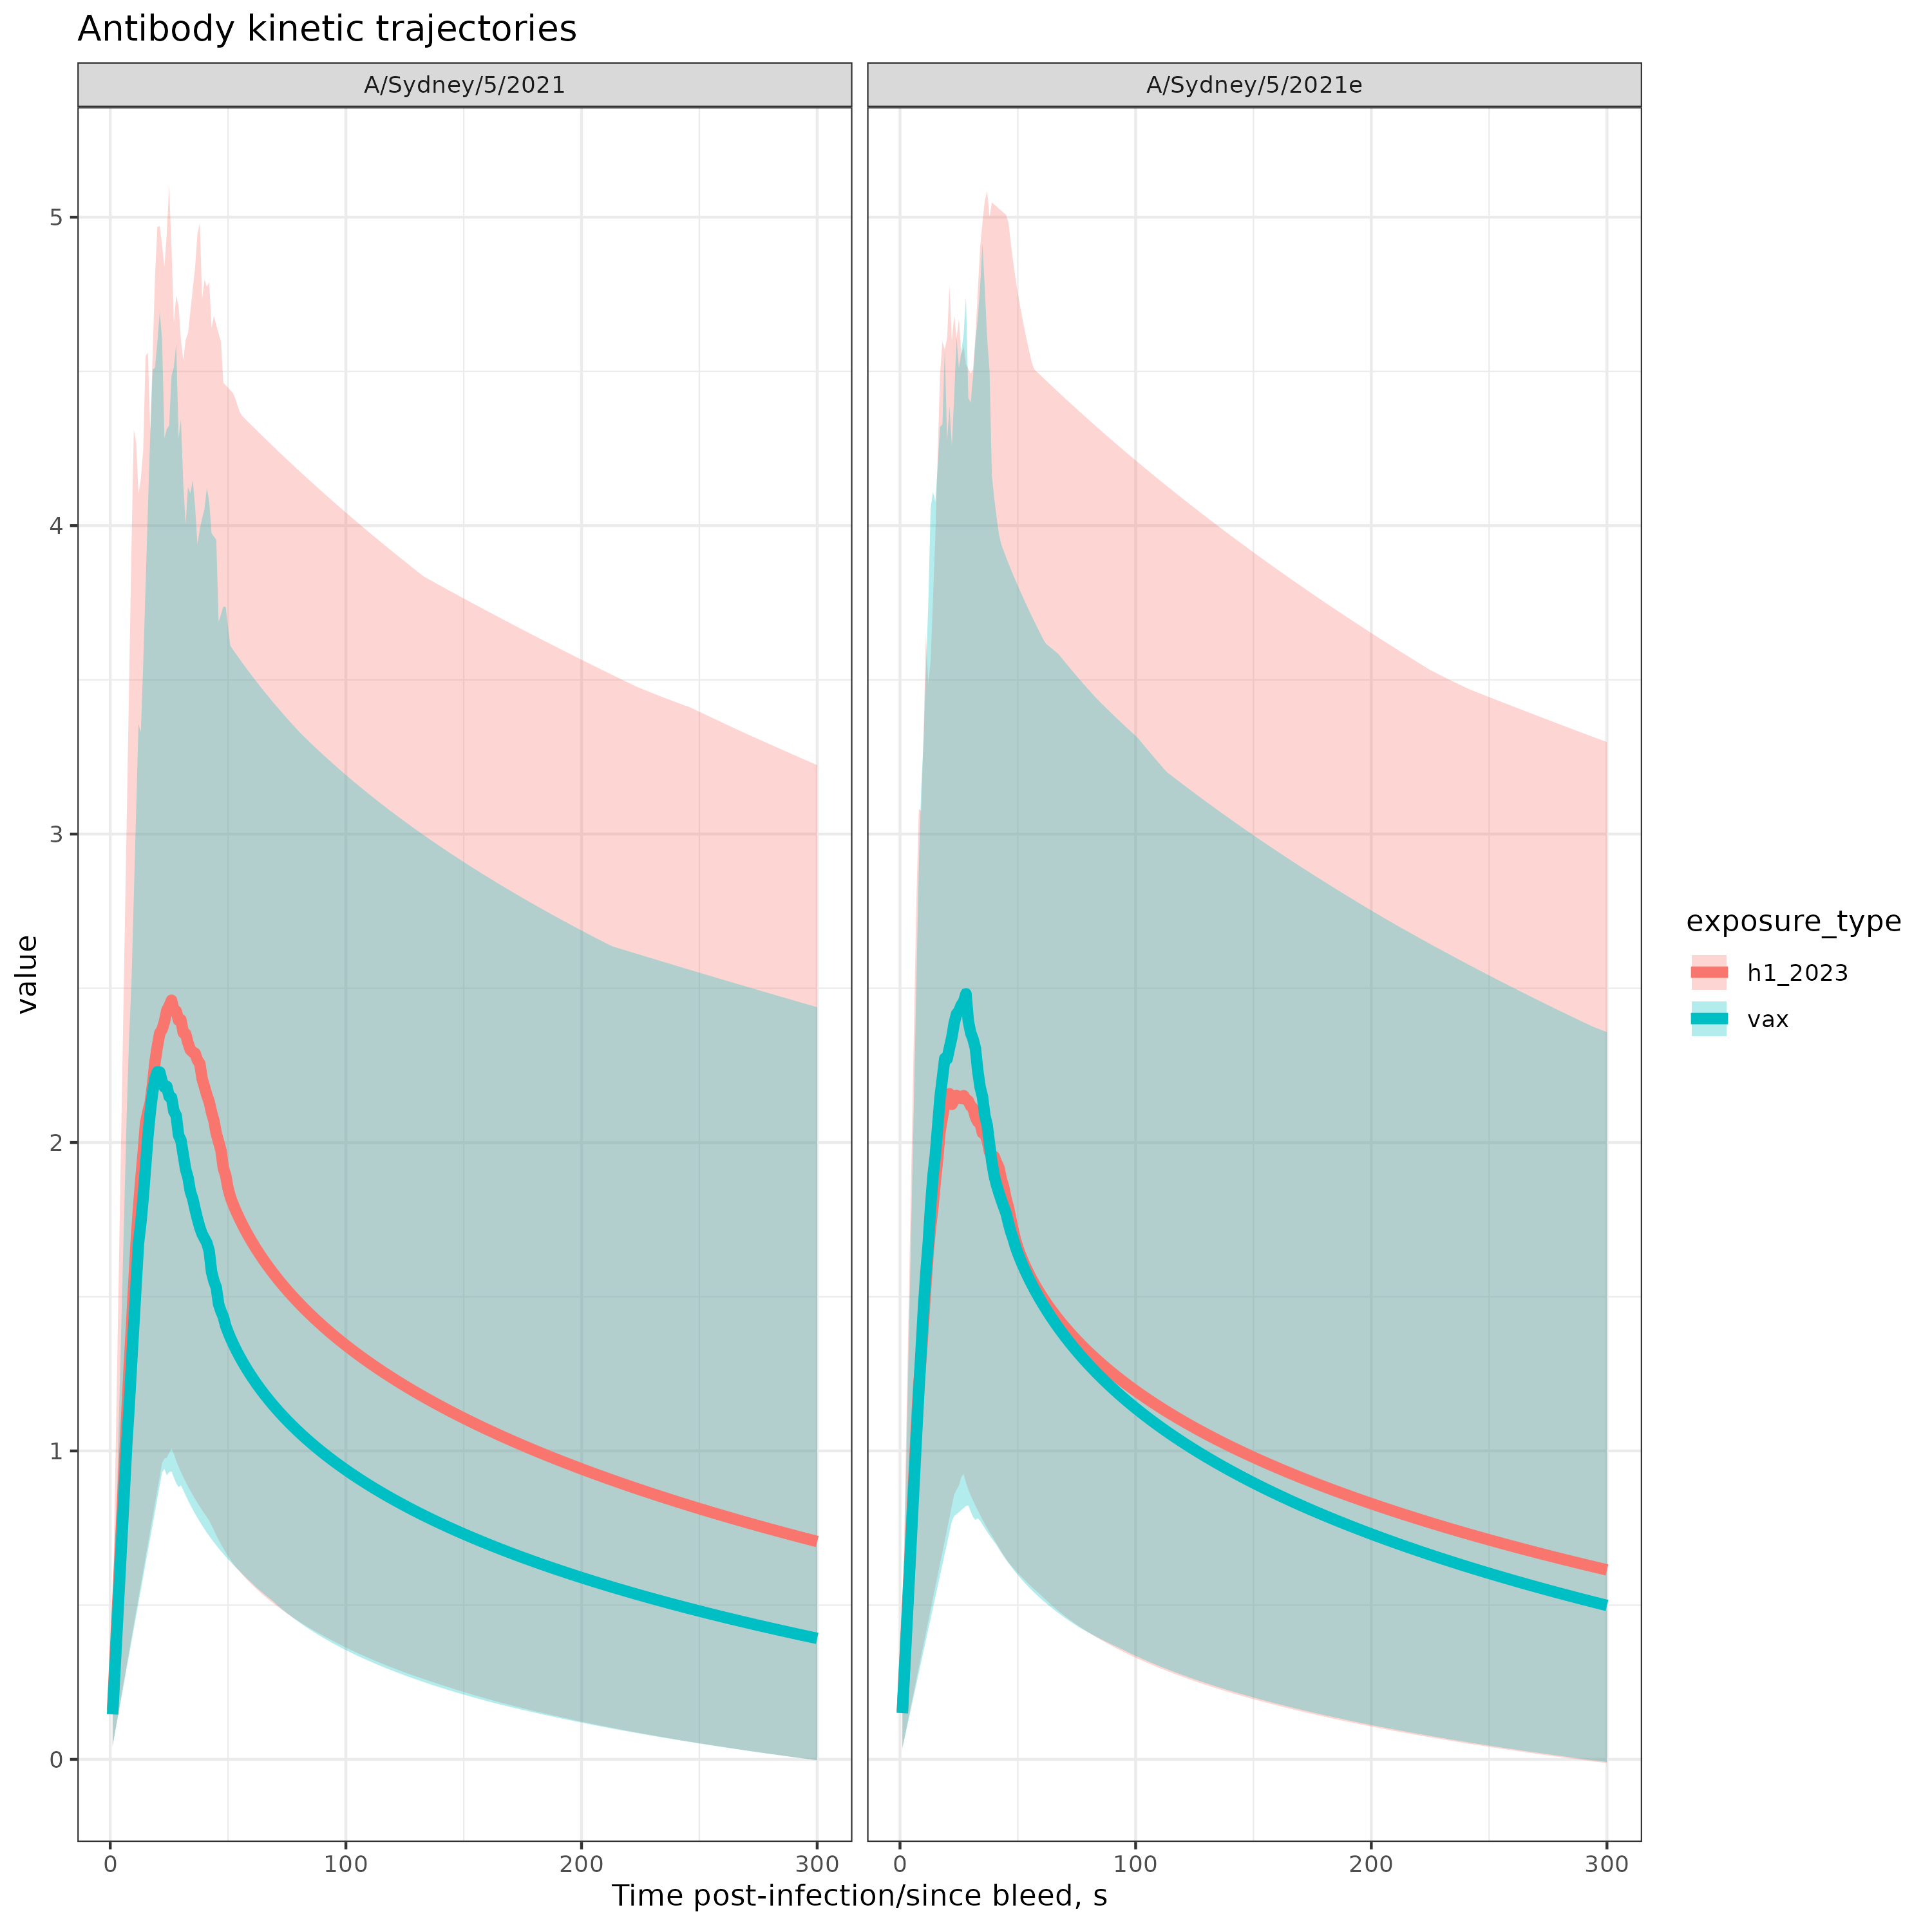 Antibody kinetic trajectories
A/Sydney/5/2021
A/Sydney/5/2021e
5
4
3
2
1
0
value
0 100 200 300
0 100 200 300
Time post-infection/since bleed, s
exposure_type
h1_2023
vax